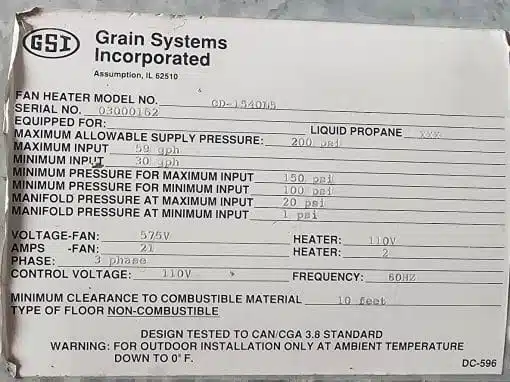 GSI
Grain Systems
Incorporated
Assumption, IL 62510
FAN HEATER MODEL NO. GD-1540L5
SERIAL NO. 03000162
EQUIPPED FOR: LIQUID PROPANE XXX
MAXIMUM ALLOWABLE SUPPLY PRESSURE: 200 psi
MAXIMUM INPUT 59 gph
MINIMUM INPUT 30 gph
MINIMUM PRESSURE FOR MAXIMUM INPUT 150 psi
MINIMUM PRESSURE FOR MINIMUM INPUT 100 psi
MANIFOLD PRESSURE AT MAXIMUM INPUT 20 psi
MANIFOLD PRESSURE AT MINIMUM INPUT 1 psi
VOLTAGE-FAN: 575V HEATER: 110V
AMPS -FAN: 21 HEATER: 2
PHASE: 3 phase
CONTROL VOLTAGE: 110V FREQUENCY: 60HZ
MINIMUM CLEARANCE TO COMBUSTIBLE MATERIAL 10 feet
TYPE OF FLOOR NON-COMBUSTIBLE
DESIGN TESTED TO CAN/CGA 3.8 STANDARD
WARNING: FOR OUTDOOR INSTALLATION ONLY AT AMBIENT TEMPERATURE
DOWN TO 0° F.
DC-596